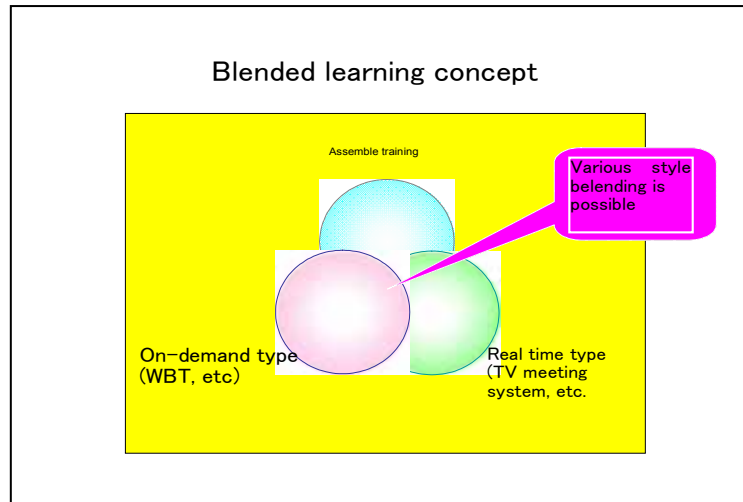 Blended learning concept
Assemble training
Various style
belending is
possible
On-demand type
(WBT, etc)
Real time type
(TV meeting
system, etc.